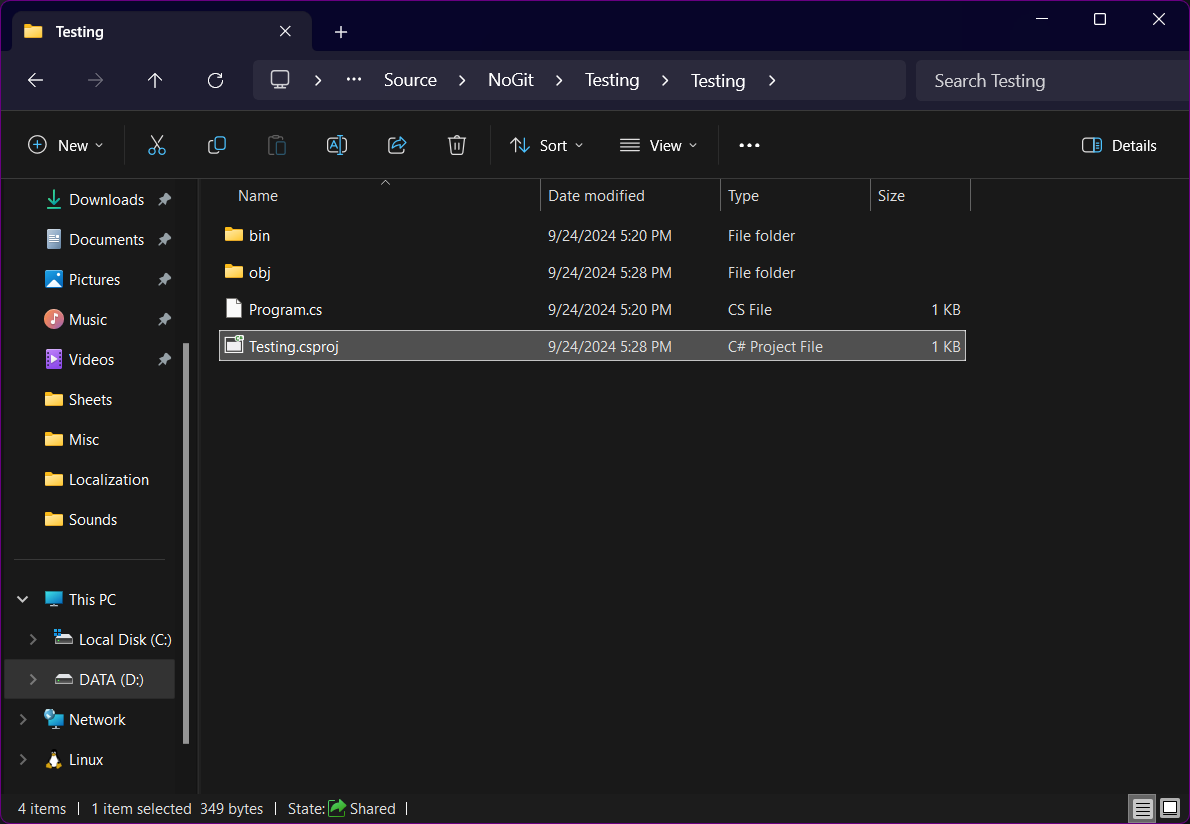 Testing
Source NoGit Testing Testing Search Testing
New Sort View Details
Name Date modified Type Size
Downloads
Documents
Pictures
Music
Videos
Sheets
Misc
Localization
Sounds
This PC
Local Disk (C:)
DATA (D:)
Network
Linux
bin 9/24/2024 5:20 PM File folder
obj 9/24/2024 5:28 PM File folder
Program.cs 9/24/2024 5:20 PM CS File 1 KB
Testing.csproj 9/24/2024 5:28 PM C# Project File 1 KB
4 items 1 item selected 349 bytes State: Shared